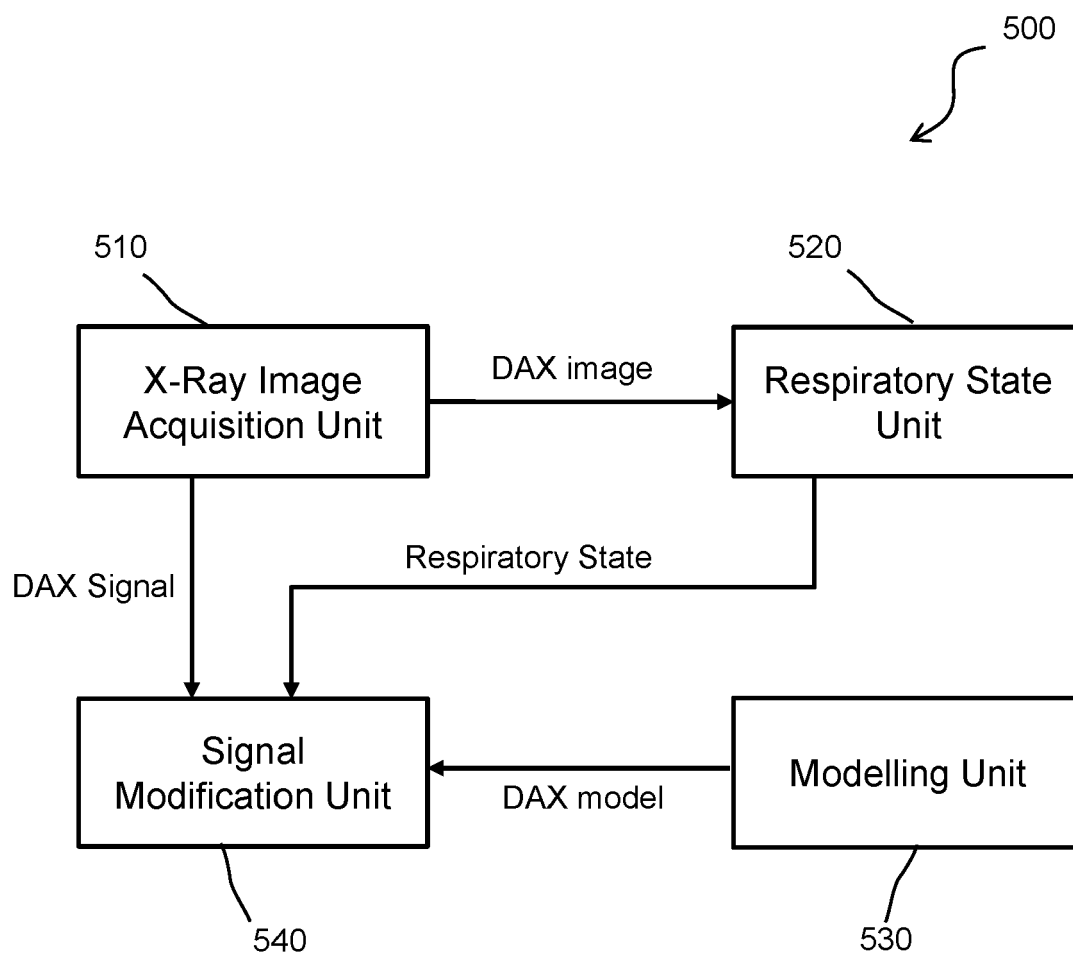 500
510
520
X-Ray Image
Acquisition Unit
DAX image
Respiratory State
Unit
Respiratory State
DAX Signal
Signal
Modification Unit
DAX model
Modelling Unit
540
530